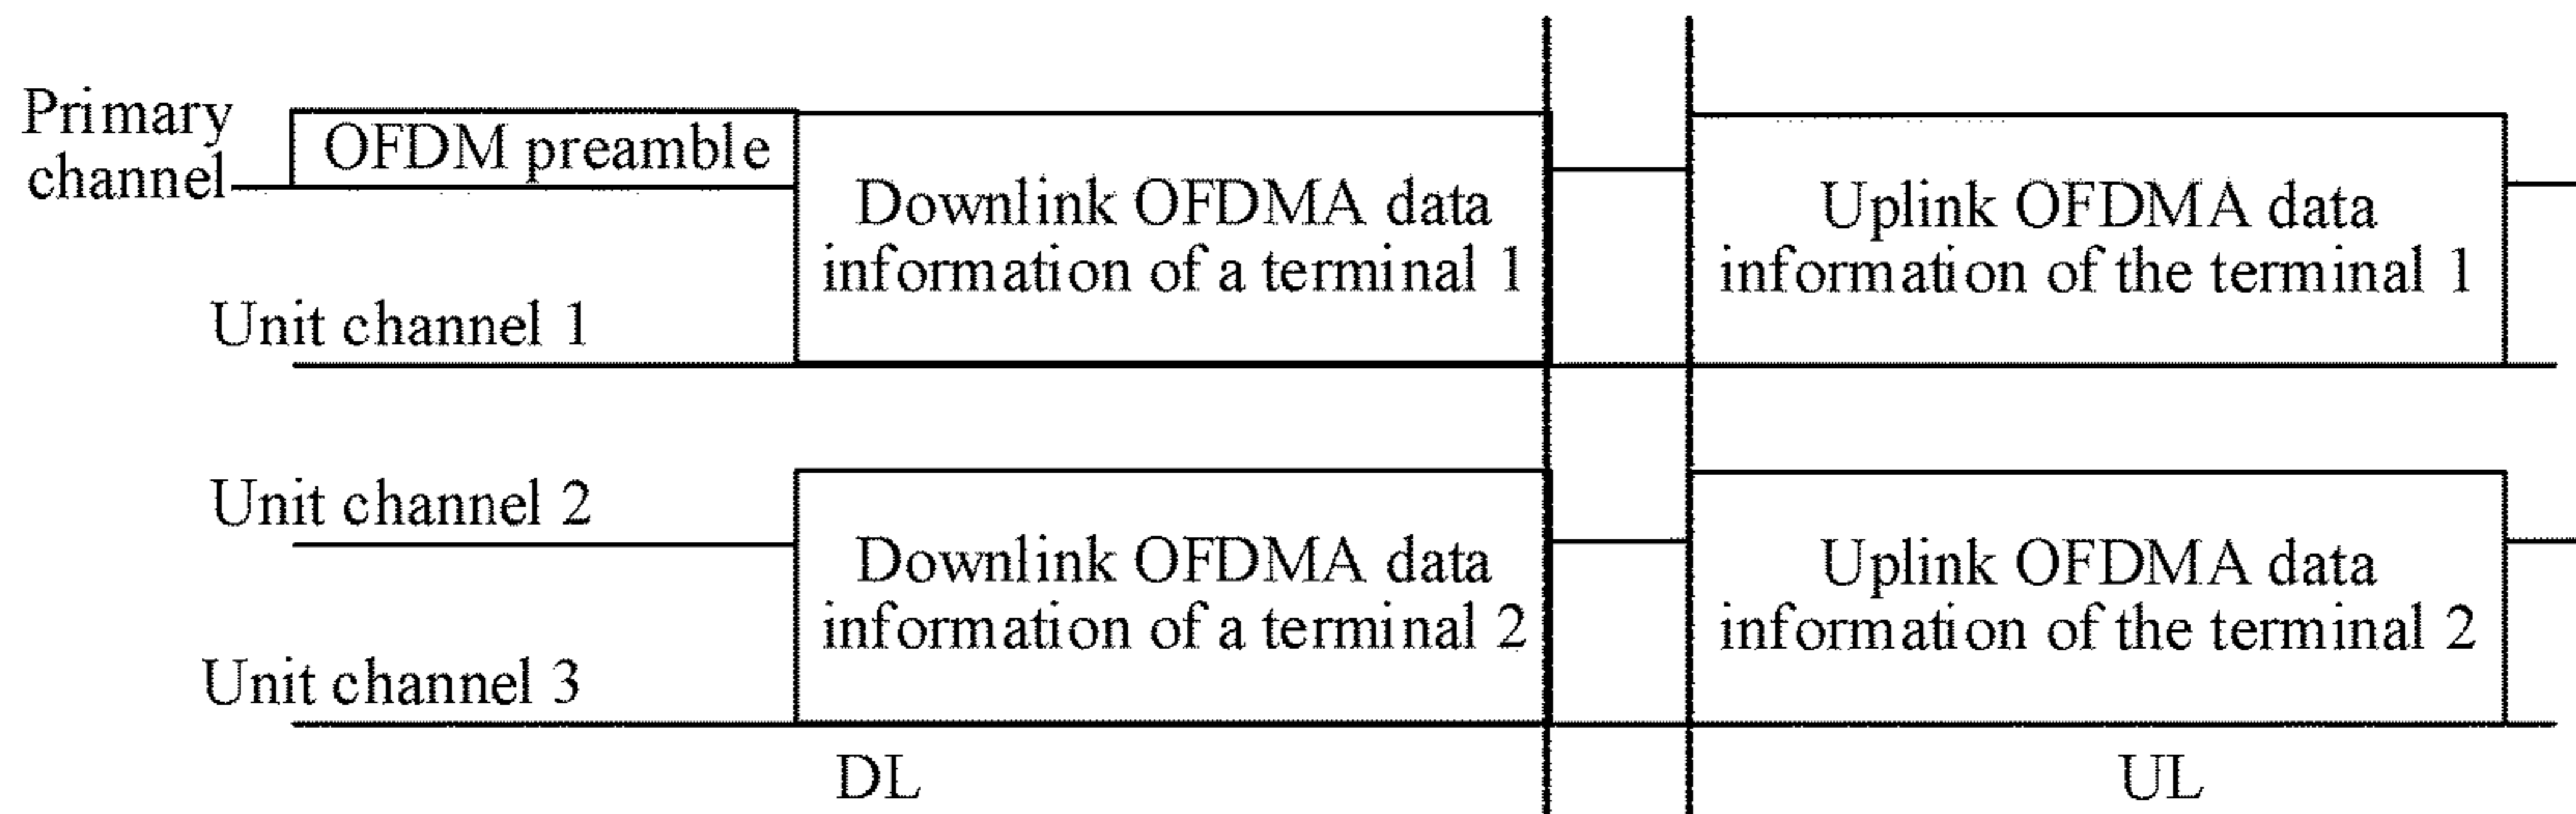 Primary
channel
OFDM preamble
Downlink OFDMA data
information of a terminal 1
Uplink OFDMA data
information of the terminal 1
Unit channel 1
Unit channel 2
Downlink OFDMA data
information of a terminal 2
Uplink OFDMA data
information of the terminal 2
Unit channel 3
DL
UL